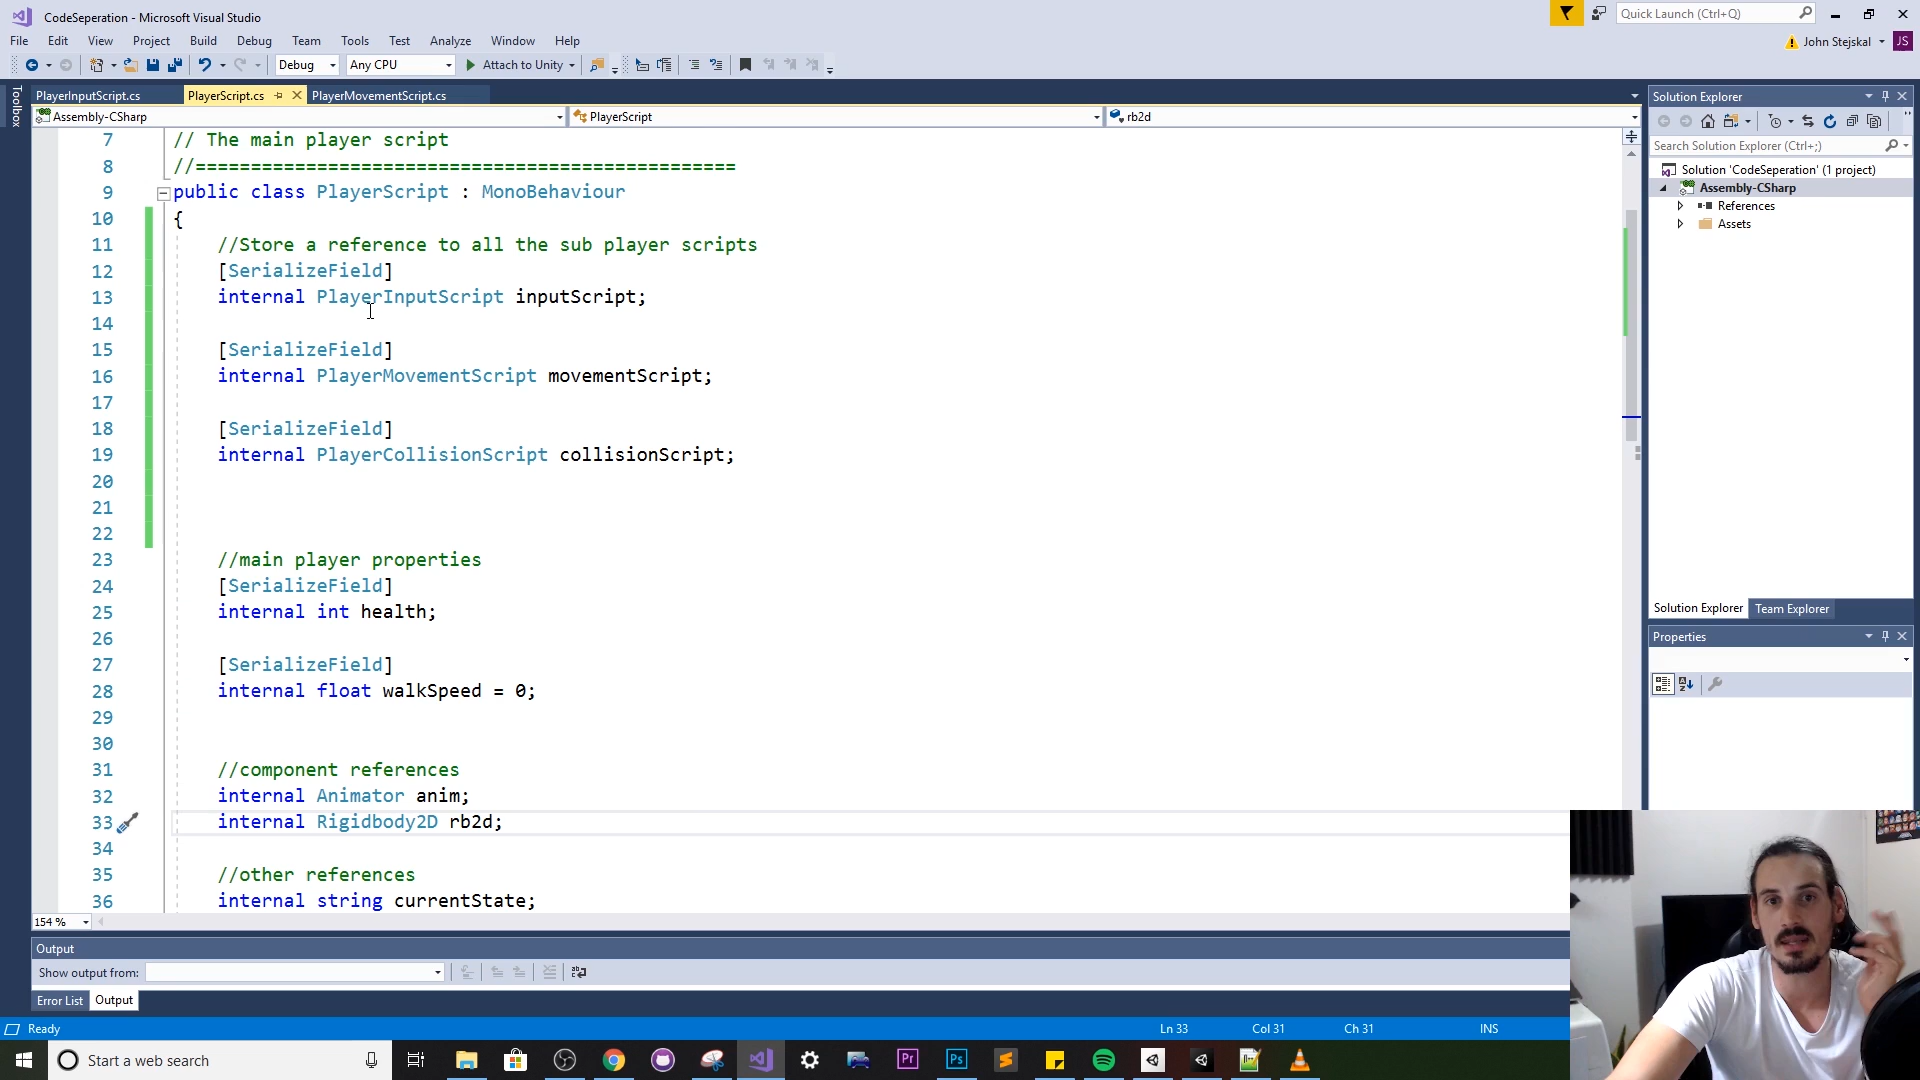 CodeSeperation - Microsoft Visual Studio
Quick Launch (Ctrl+Q)
File Edit View Project Build Debug Team Tools Test Analyze Window Help
John Stejskal
JS
Debug
Any CPU
Attach to Unity
Toolbox
PlayerInputScript.cs
PlayerScript.cs
PlayerMovementScript.cs
Assembly-CSharp
PlayerScript
rb2d
7 // The main player script
8 //=================================================
9 public class PlayerScript : MonoBehaviour
10 {
11 //Store a reference to all the sub player scripts
12 [SerializeField]
13 internal PlayerInputScript inputScript;
14
15 [SerializeField]
16 internal PlayerMovementScript movementScript;
17
18 [SerializeField]
19 internal PlayerCollisionScript collisionScript;
20
21
22
23 //main player properties
24 [SerializeField]
25 internal int health;
26
27 [SerializeField]
28 internal float walkSpeed = 0;
29
30
31 //component references
32 internal Animator anim;
33 internal Rigidbody2D rb2d;
34
35 //other references
36 internal string currentState;
154 %
Solution Explorer
Search Solution Explorer (Ctrl+;)
Solution 'CodeSeperation' (1 project)
Assembly-CSharp
References
Assets
Solution Explorer Team Explorer
Properties
Output
Show output from:
Error List Output
Ready
Ln 33
Col 31
Ch 31
INS
Start a web search
Pr
Ps